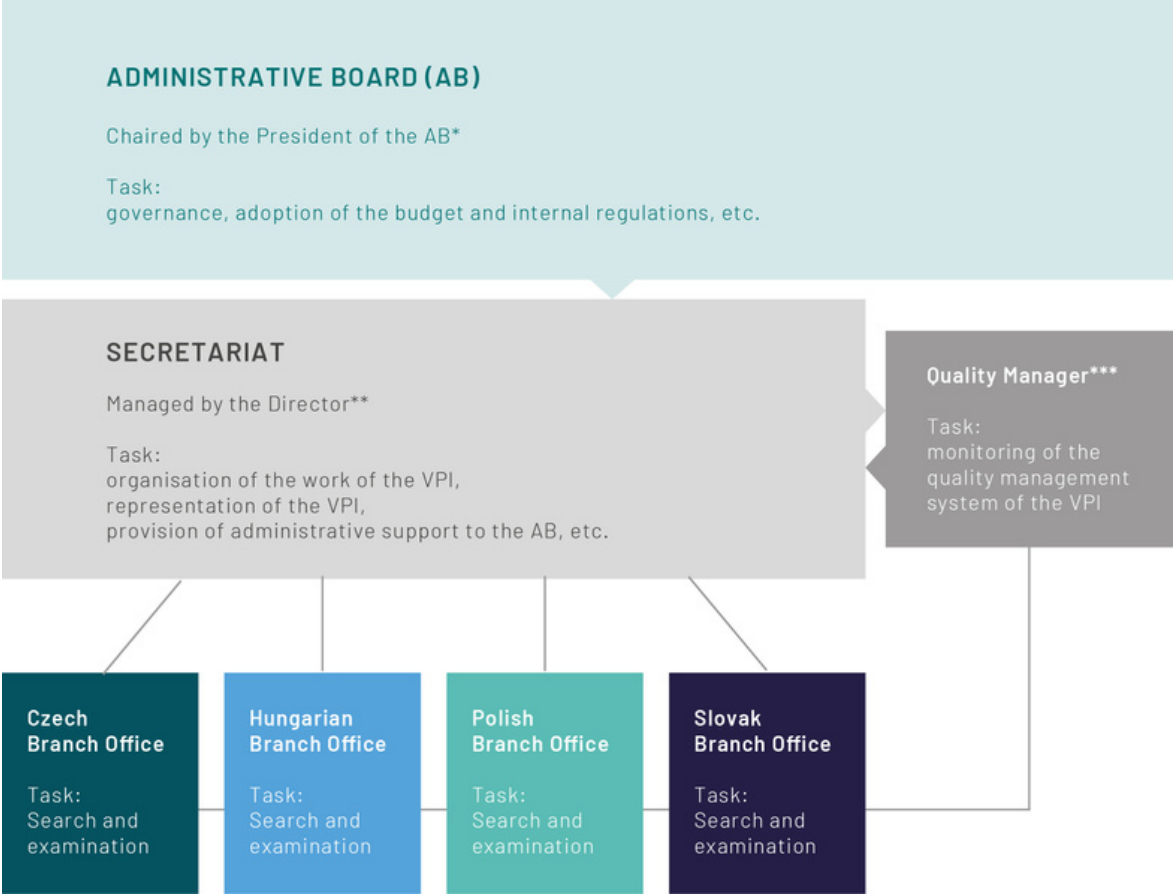 ADMINISTRATIVE BOARD (AB)
Chaired by the President of the AB*
Task:
governance, adoption of the budget and internal regulations, etc.
SECRETARIAT
Managed by the Director**
Task:
organisation of the work of the VPI,
representation of the VPI,
provision of administrative support to the AB, etc.
Quality Manager***
Task:
monitoring of the
quality management
system of the VPI
Czech
Branch Office
Task:
Search and
examination
Hungarian
Branch Office
Task:
Search and
examination
Polish
Branch Office
Task:
Search and
examination
Slovak
Branch Office
Task:
Search and
examination